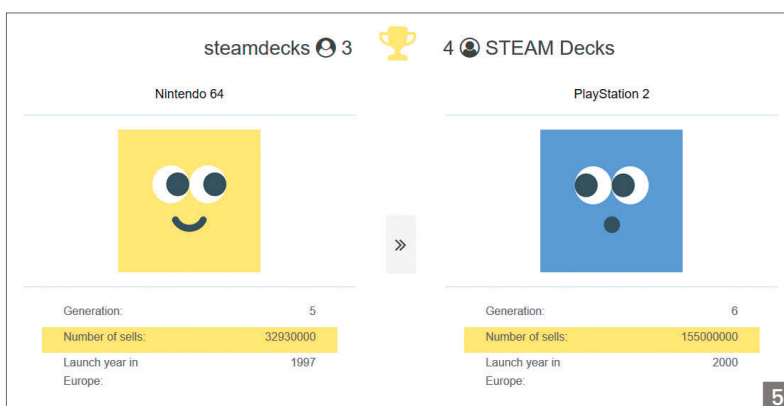 steamdecks 3 4 STEAM Decks
Nintendo 64
PlayStation 2
»
Generation: 5
Number of sells: 32930000
Launch year in 1997
Europe:
Generation: 6
Number of sells: 155000000
Launch year in 2000
Europe:
5